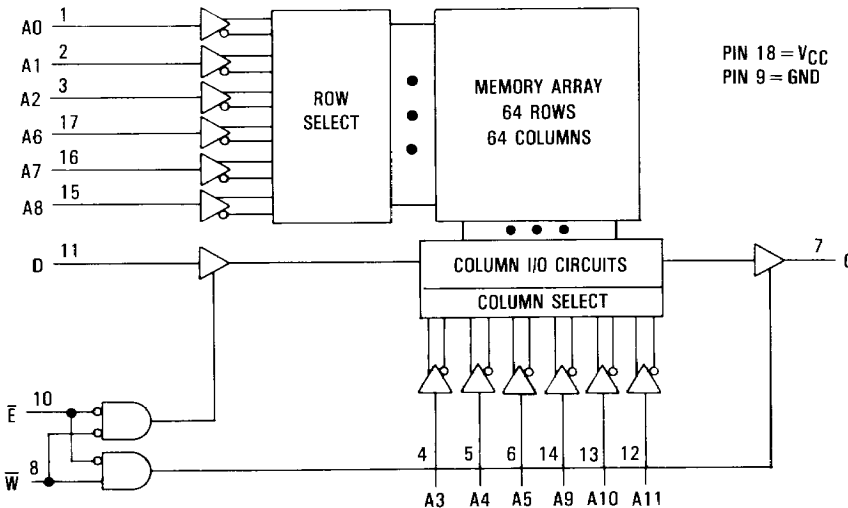 A0 1
A1 2
A2 3
A6 17
A7 16
A8 15
ROW
SELECT
MEMORY ARRAY
64 ROWS
64 COLUMNS
PIN 18 = VCC
PIN 9 = GND
D 11
COLUMN I/O CIRCUITS
COLUMN SELECT
7
E 10
W 8
4 5 6 14 13 12
A3 A4 A5 A9 A10 A11